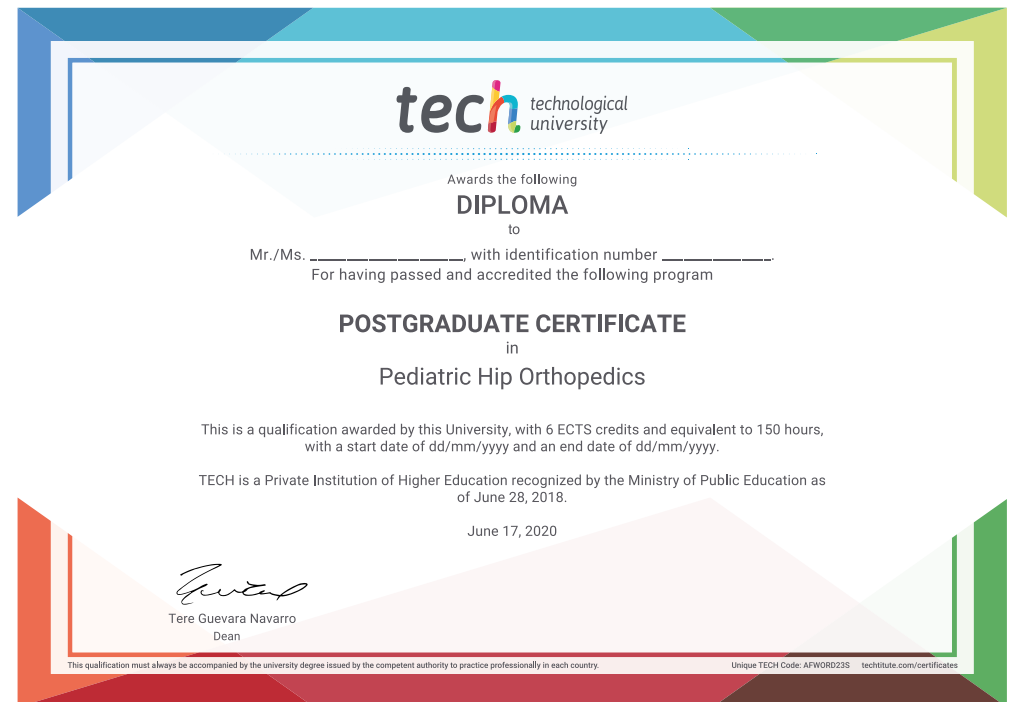 tech technological
university
Awards the following
DIPLOMA
to
Mr./Ms. ____________________, with identification number ______________.
For having passed and accredited the following program
POSTGRADUATE CERTIFICATE
in
Pediatric Hip Orthopedics
This is a qualification awarded by this University, with 6 ECTS credits and equivalent to 150 hours,
with a start date of dd/mm/yyyy and an end date of dd/mm/yyyy.
TECH is a Private Institution of Higher Education recognized by the Ministry of Public Education as
of June 28, 2018.
June 17, 2020
Tere Guevara Navarro
Dean
This qualification must always be accompanied by the university degree issued by the competent authority to practice professionally in each country.
Unique TECH Code: AFWORD23S techtitute.com/certificates